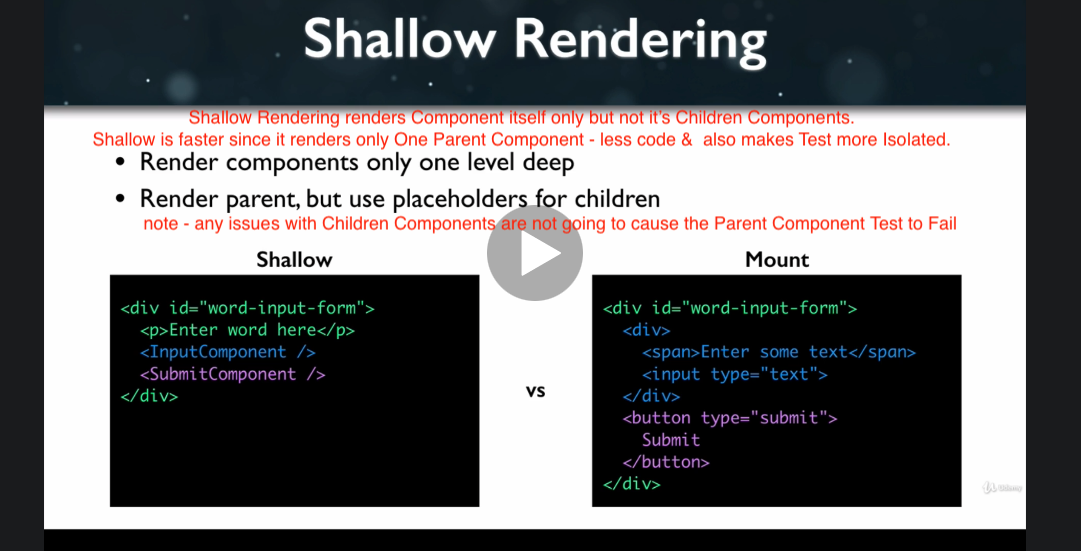 Shallow Rendering
Shallow Rendering renders Component itself only but not it's Children Components.
Shallow is faster since it renders only One Parent Component - less code & also makes Test more Isolated.
• Render components only one level deep
• Render parent, but use placeholders for children
note - any issues with Children Components are not going to cause the Parent Component Test to Fail
Shallow
<div id="word-input-form">
<p>Enter word here</p>
<InputComponent />
<SubmitComponent />
</div>
vs
Mount
<div id="word-input-form">
<div>
<span>Enter some text</span>
<input type="text">
</div>
<button type="submit">
Submit
</button>
</div>
Udemy